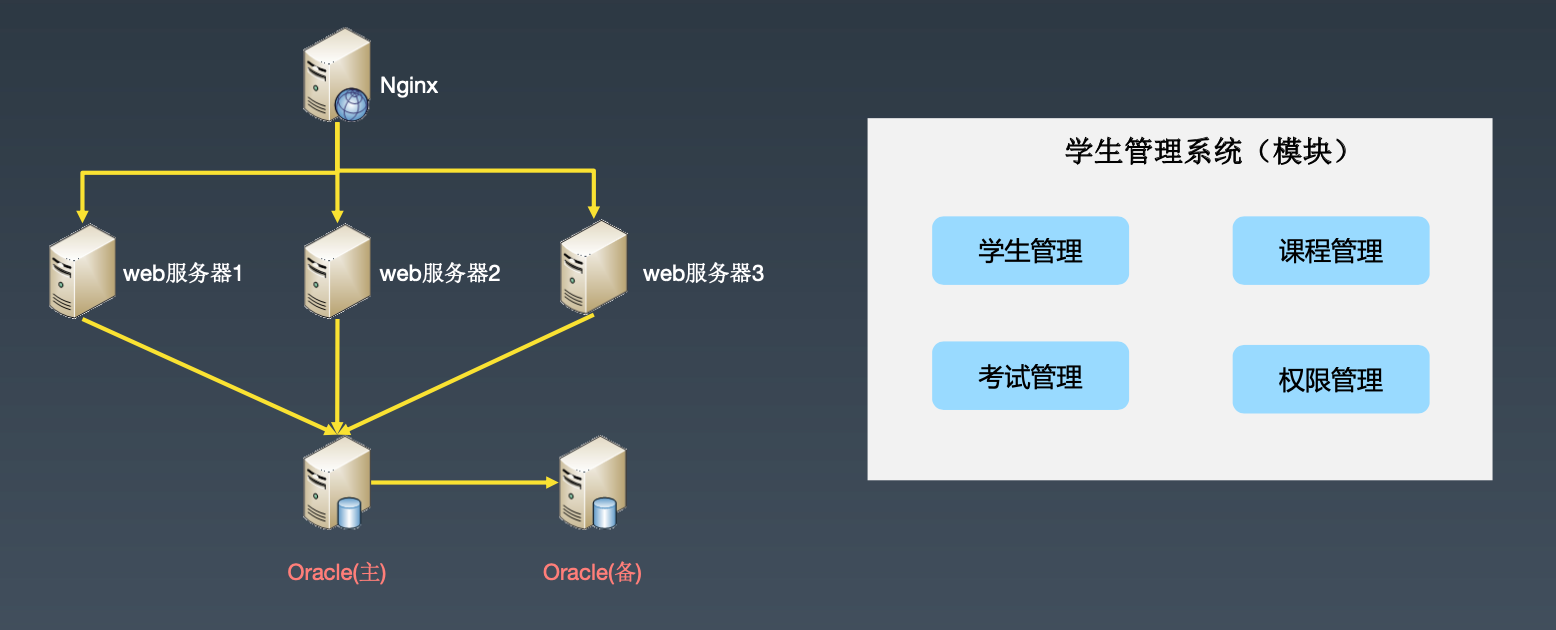 Nginx
web服务器1
web服务器2
web服务器3
Oracle(主)
Oracle(备)
学生管理系统（模块）
学生管理
课程管理
考试管理
权限管理